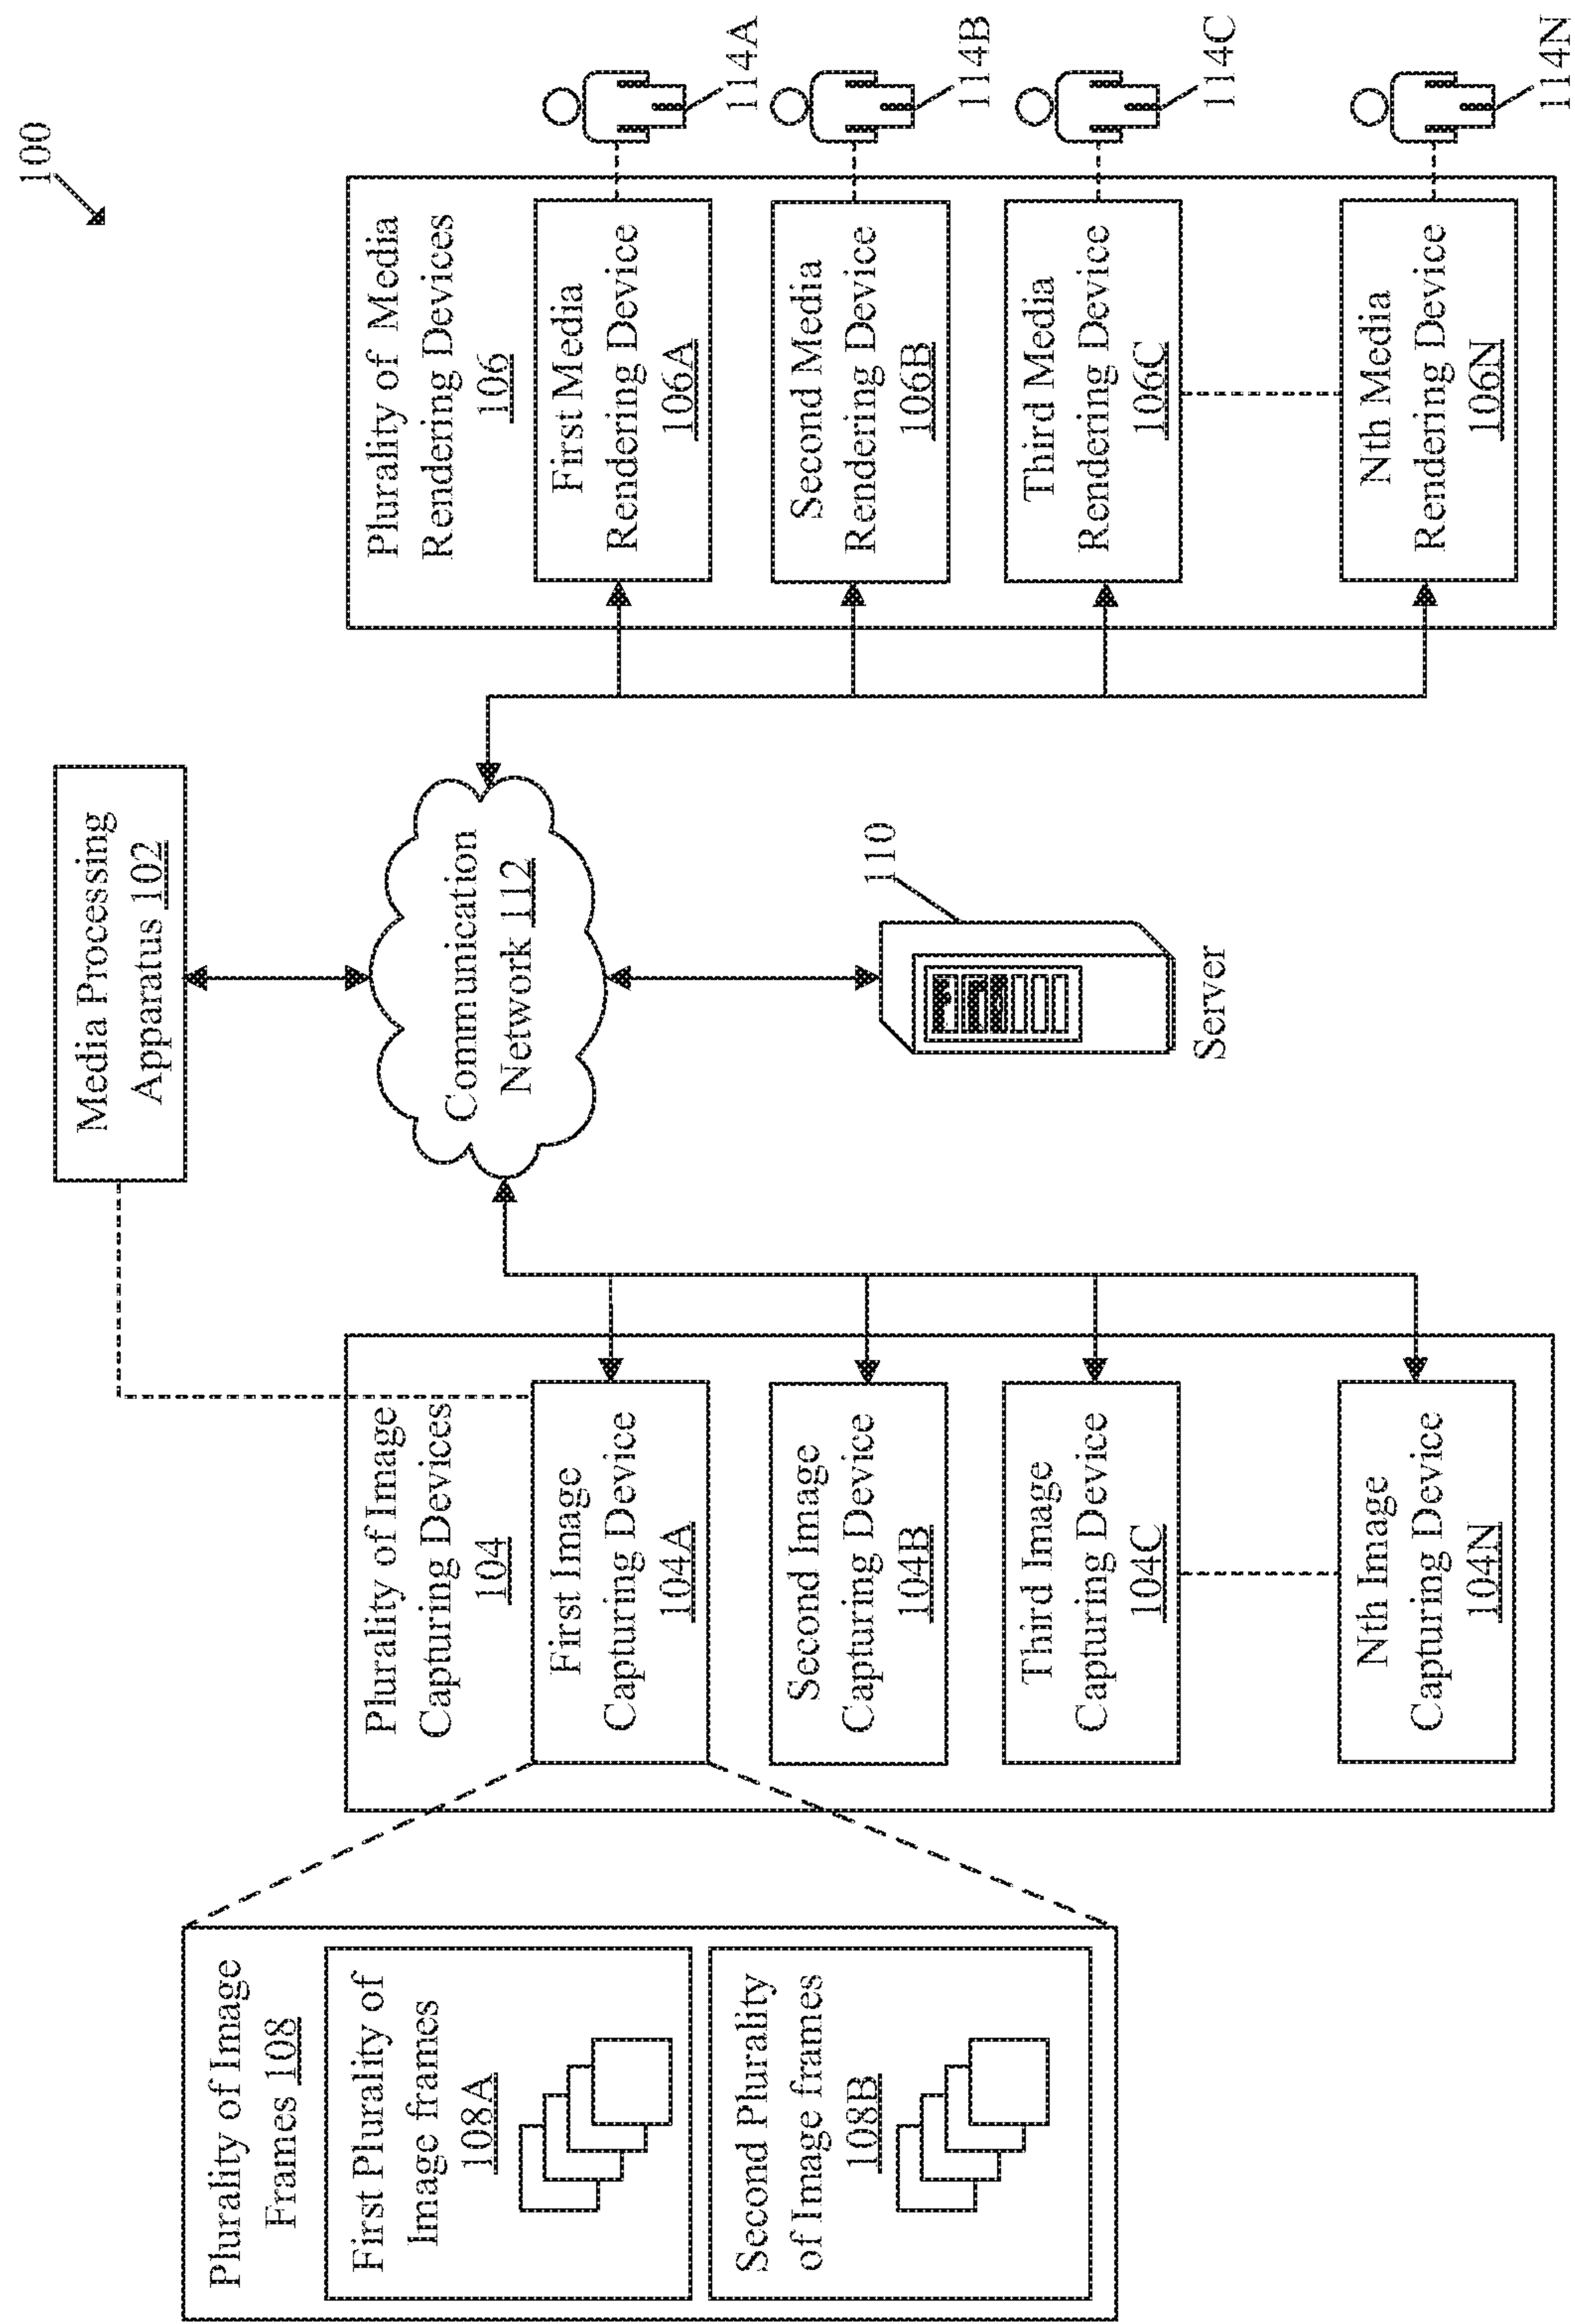 100
Media Processing
Apparatus 102
Plurality of Image
Frames 108
First Plurality of
Image frames
108A
Second Plurality
of Image frames
108B
Plurality of Image
Capturing Devices
104
First Image
Capturing Device
104A
Second Image
Capturing Device
104B
Third Image
Capturing Device
104C
Nth Image
Capturing Device
104N
Communication
Network 112
110
Server
Plurality of Media
Rendering Devices
106
First Media
Rendering Device
106A
Second Media
Rendering Device
106B
Third Media
Rendering Device
106C
Nth Media
Rendering Device
106N
114A
114B
114C
114N